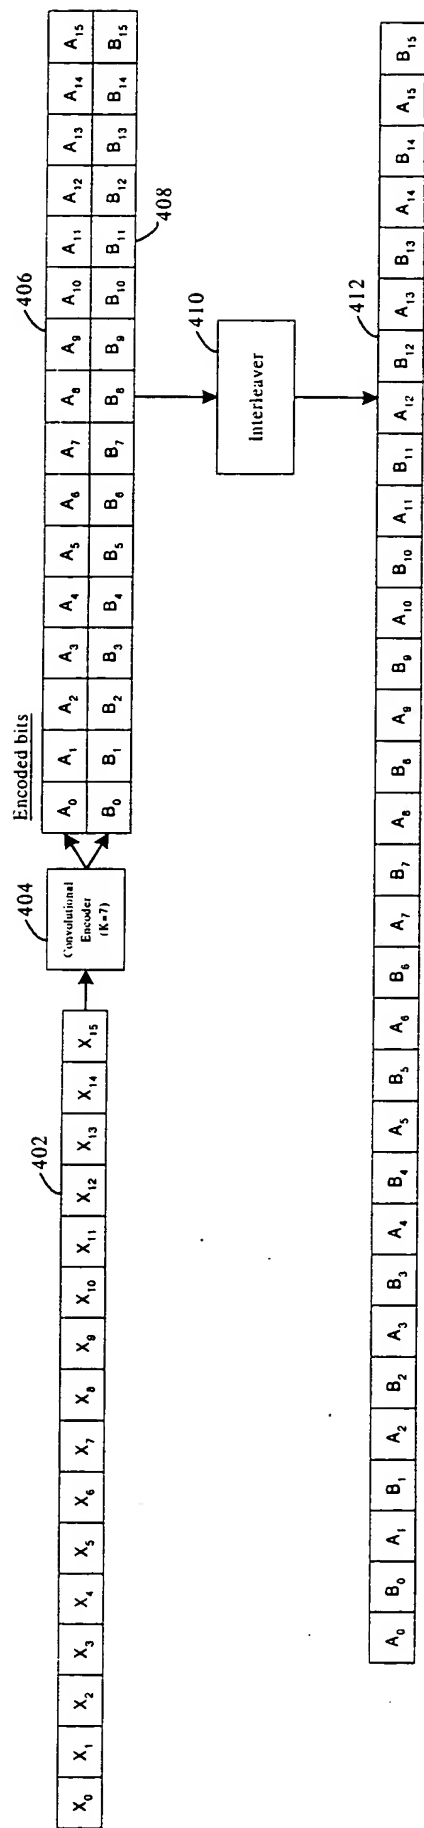 402
X0 X1 X2 X3 X4 X5 X6 X7 X8 X9 X10 X11 X12 X13 X14 X15
404
Convolutional
Encoder
(K=7)
Encoded bits
406
A0 A1 A2 A3 A4 A5 A6 A7 A8 A9 A10 A11 A12 A13 A14 A15
B0 B1 B2 B3 B4 B5 B6 B7 B8 B9 B10 B11 B12 B13 B14 B15
408
410
Interleaver
412
A0 B0 A1 B1 A2 B2 A3 B3 A4 B4 A5 B5 A6 B6 A7 B7 A8 B8 A9 B9 A10 B10 A11 B11 A12 B12 A13 B13 A14 B14 A15 B15